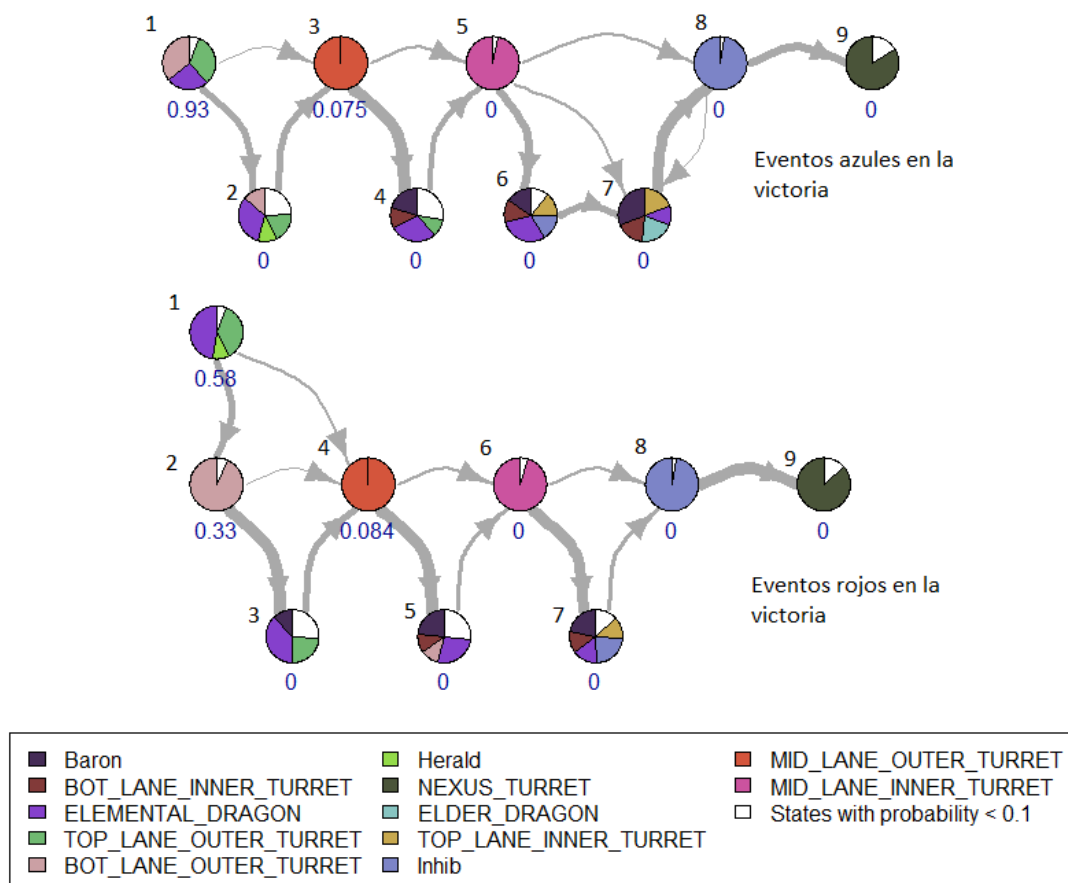 1
3
5
8
9
0.93
0.075
0
0
0
Eventos azules en la
victoria
2
4
6
7
0
0
0
0
1
0.58
2
4
6
8
9
0.33
0.084
0
0
0
Eventos rojos en la
victoria
3
5
7
0
0
0
Baron
BOT_LANE_INNER_TURRET
ELEMENTAL_DRAGON
TOP_LANE_OUTER_TURRET
BOT_LANE_OUTER_TURRET
Herald
NEXUS_TURRET
ELDER_DRAGON
TOP_LANE_INNER_TURRET
Inhib
MID_LANE_OUTER_TURRET
MID_LANE_INNER_TURRET
States with probability < 0.1